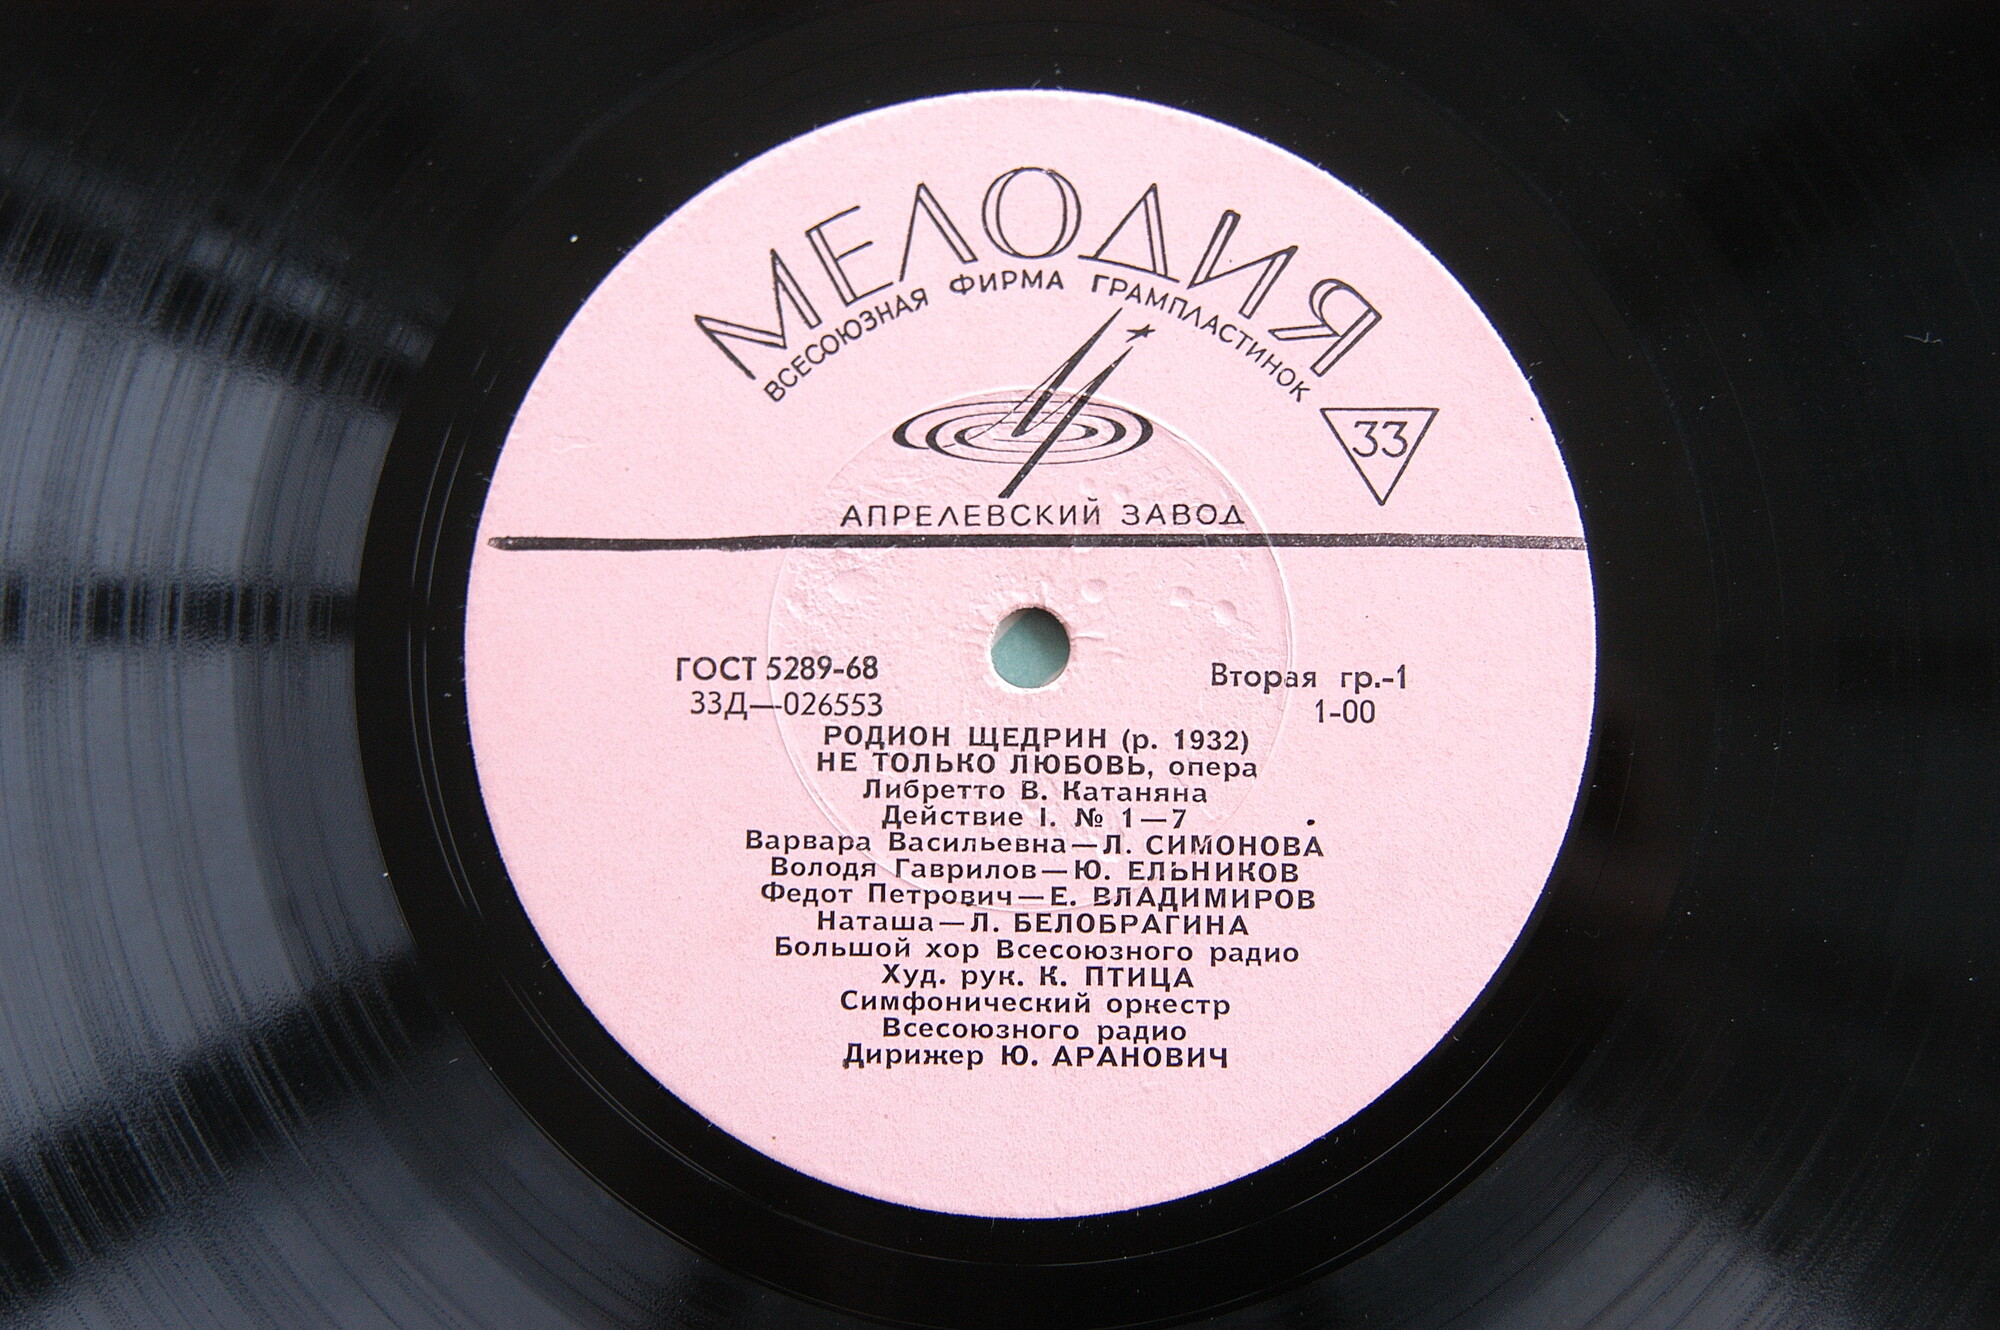 МЕЛОДИЯ
ВСЕСОЮЗНАЯ ФИРМА ГРАМПЛАСТИНОК
33
АПРЕЛЕВСКИЙ ЗАВОД
ГОСТ 5289-68
33Д—026553
Вторая гр.-1
1-00
РОДИОН ЩЕДРИН (р. 1932)
НЕ ТОЛЬКО ЛЮБОВЬ, опера
Либретто В. Катаняна
Действие I. № 1—7
Варвара Васильевна—Л. СИМОНОВА
Володя Гаврилов—Ю. ЕЛЬНИКОВ
Федот Петрович—Е. ВЛАДИМИРОВ
Наташа—Л. БЕЛОБРАГИНА
Большой хор Всесоюзного радио
Худ. рук. К. ПТИЦА
Симфонический оркестр
Всесоюзного радио
Дирижер Ю. АРАНОВИЧ